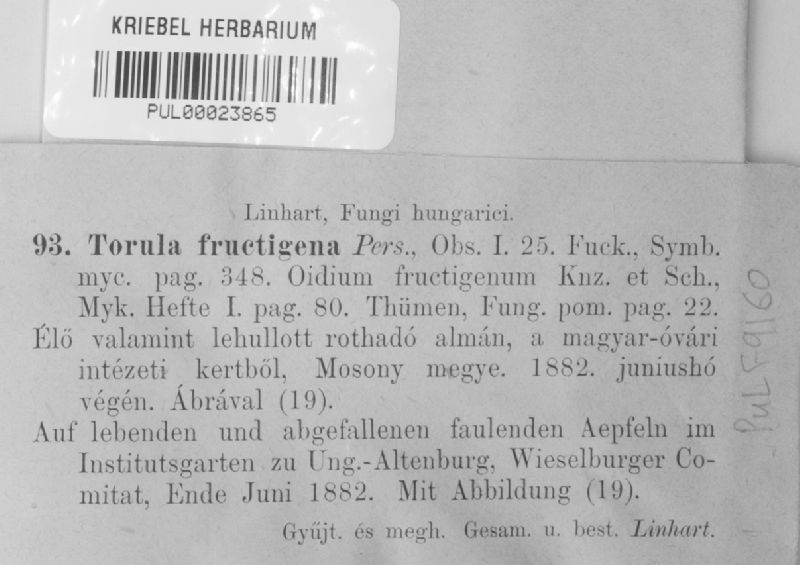 KRIEBEL HERBARIUM
PUL00023865
Linhart, Fungi hungarici.
93. Torula fructigena Pers., Obs. I. 25. Fuck., Symb.
myc. pag. 348. Oidium fructigenum Knz. et Sch.,
Myk. Hefte I. pag. 80. Thümen, Fung. pom. pag. 22.
Élő valamint lehullott rothadó almán, a magyar-óvári
intézeti kertből, Mosony megye. 1882. juniushó
végén. Ábrával (19).
Auf lebenden und abgefallenen faulenden Aepfeln im
Institutsgarten zu Ung.-Altenburg, Wieselburger Co-
mitat, Ende Juni 1882. Mit Abbildung (19).
Gyűjt. és megh. Gesam. u. best. Linhart.
PUL F9160